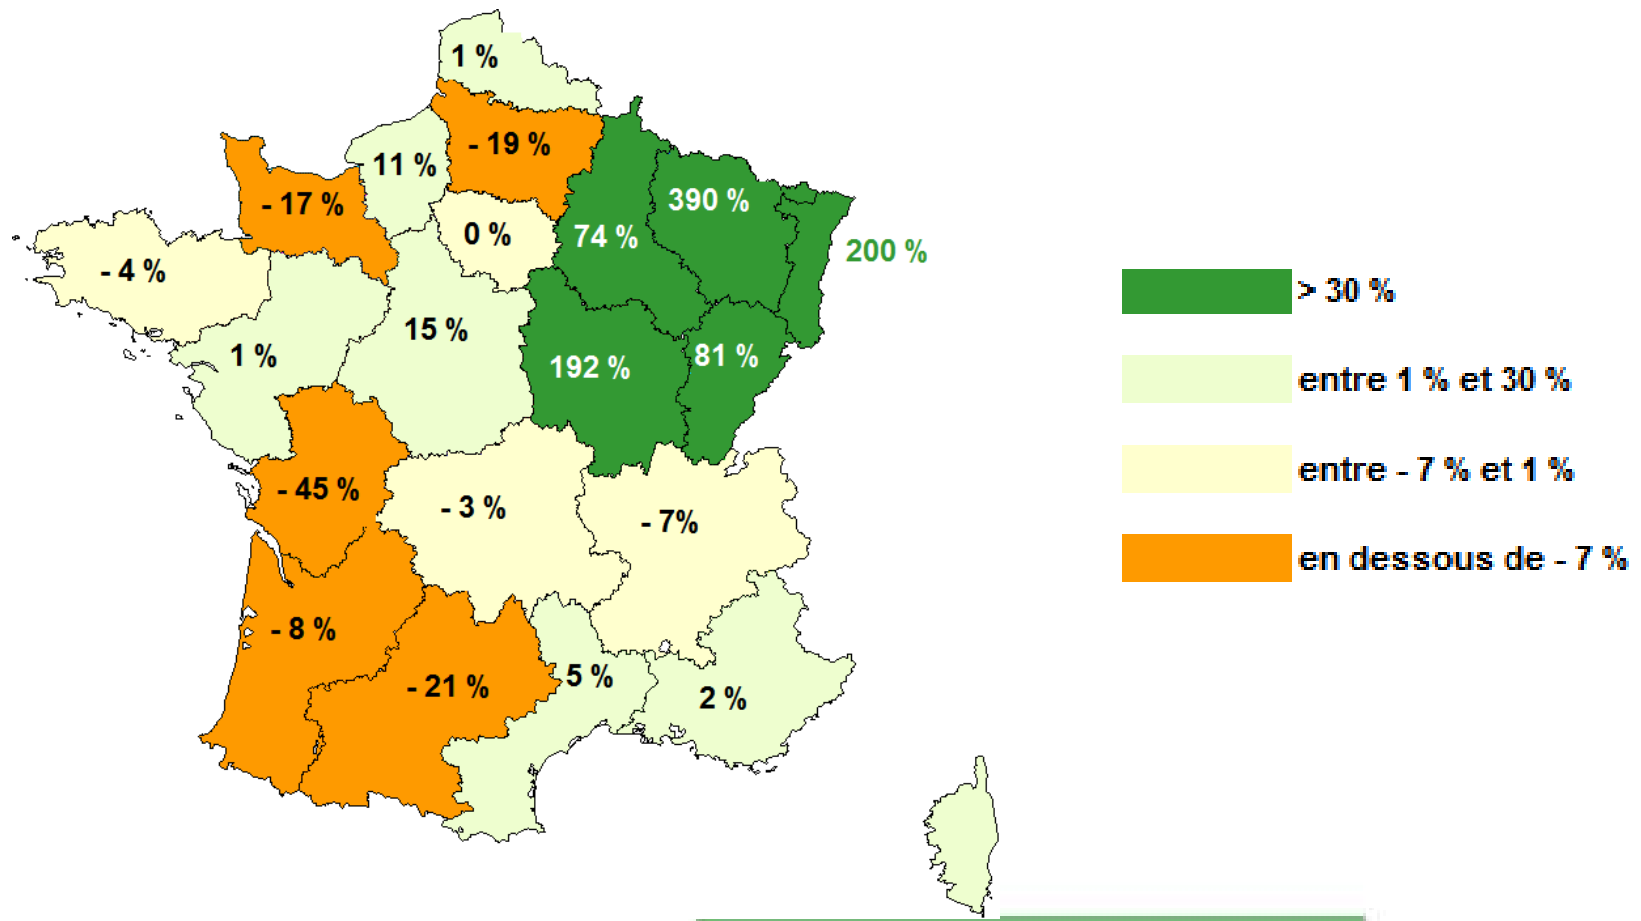 1 %
- 19 %
11 %
390 %
- 17 %
0 %
74 %
200 %
- 4 %
15 %
1 %
192 %
81 %
- 45 %
- 3 %
- 7%
- 8 %
- 21 %
5 %
2 %
> 30 %
entre 1 % et 30 %
entre - 7 % et 1 %
en dessous de - 7 %